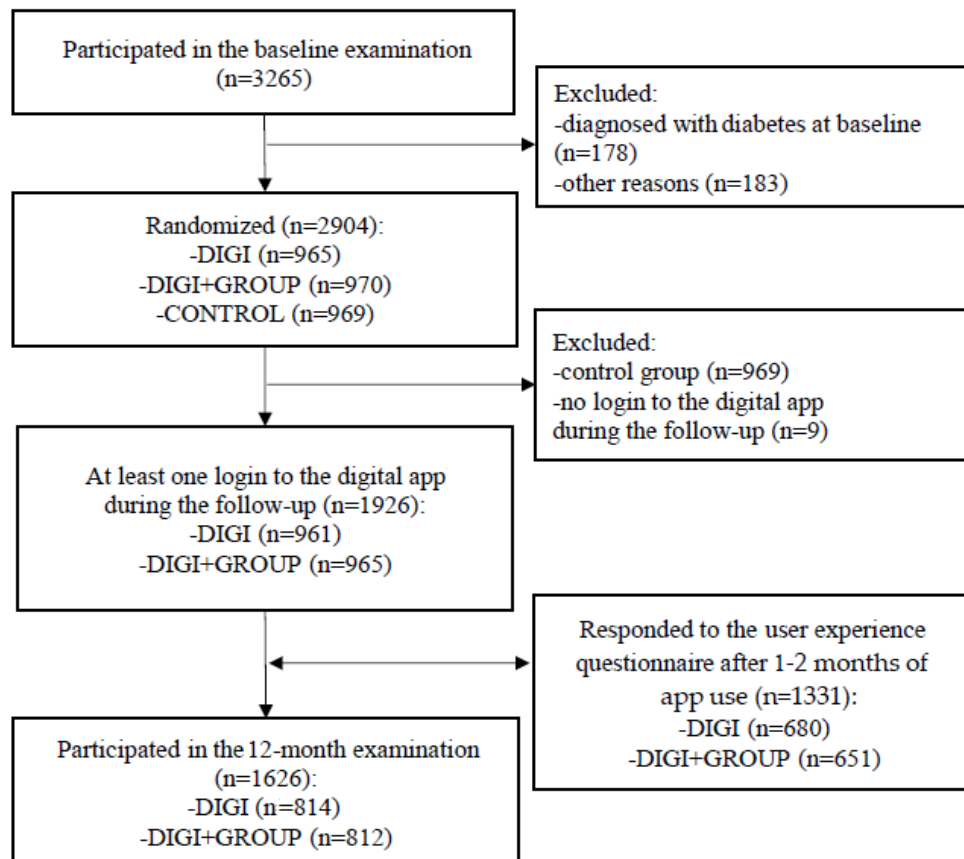 Participated in the baseline examination
(n=3265)
Excluded:
-diagnosed with diabetes at baseline
(n=178)
-other reasons (n=183)
Randomized (n=2904):
-DIGI (n=965)
-DIGI+GROUP (n=970)
-CONTROL (n=969)
Excluded:
-control group (n=969)
-no login to the digital app
during the follow-up (n=9)
At least one login to the digital app
during the follow-up (n=1926):
-DIGI (n=961)
-DIGI+GROUP (n=965)
Responded to the user experience
questionnaire after 1-2 months of
app use (n=1331):
-DIGI (n=680)
-DIGI+GROUP (n=651)
Participated in the 12-month examination
(n=1626):
-DIGI (n=814)
-DIGI+GROUP (n=812)